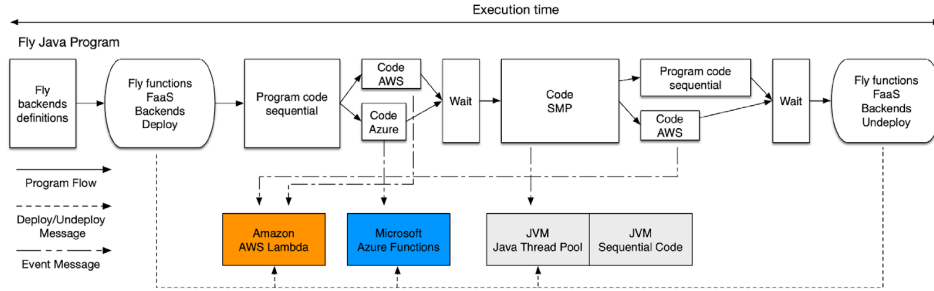 Execution time
Fly Java Program
Fly
backends
definitions
Fly functions
FaaS
Backends
Deploy
Program code
sequential
Code
AWS
Code
Azure
Wait
Code
SMP
Program code
sequential
Code
AWS
Wait
Fly functions
FaaS
Backends
Undeploy
Program Flow
Deploy/Undeploy
Message
Event Message
Amazon
AWS Lambda
Microsoft
Azure Functions
JVM
Java Thread Pool
JVM
Sequential Code